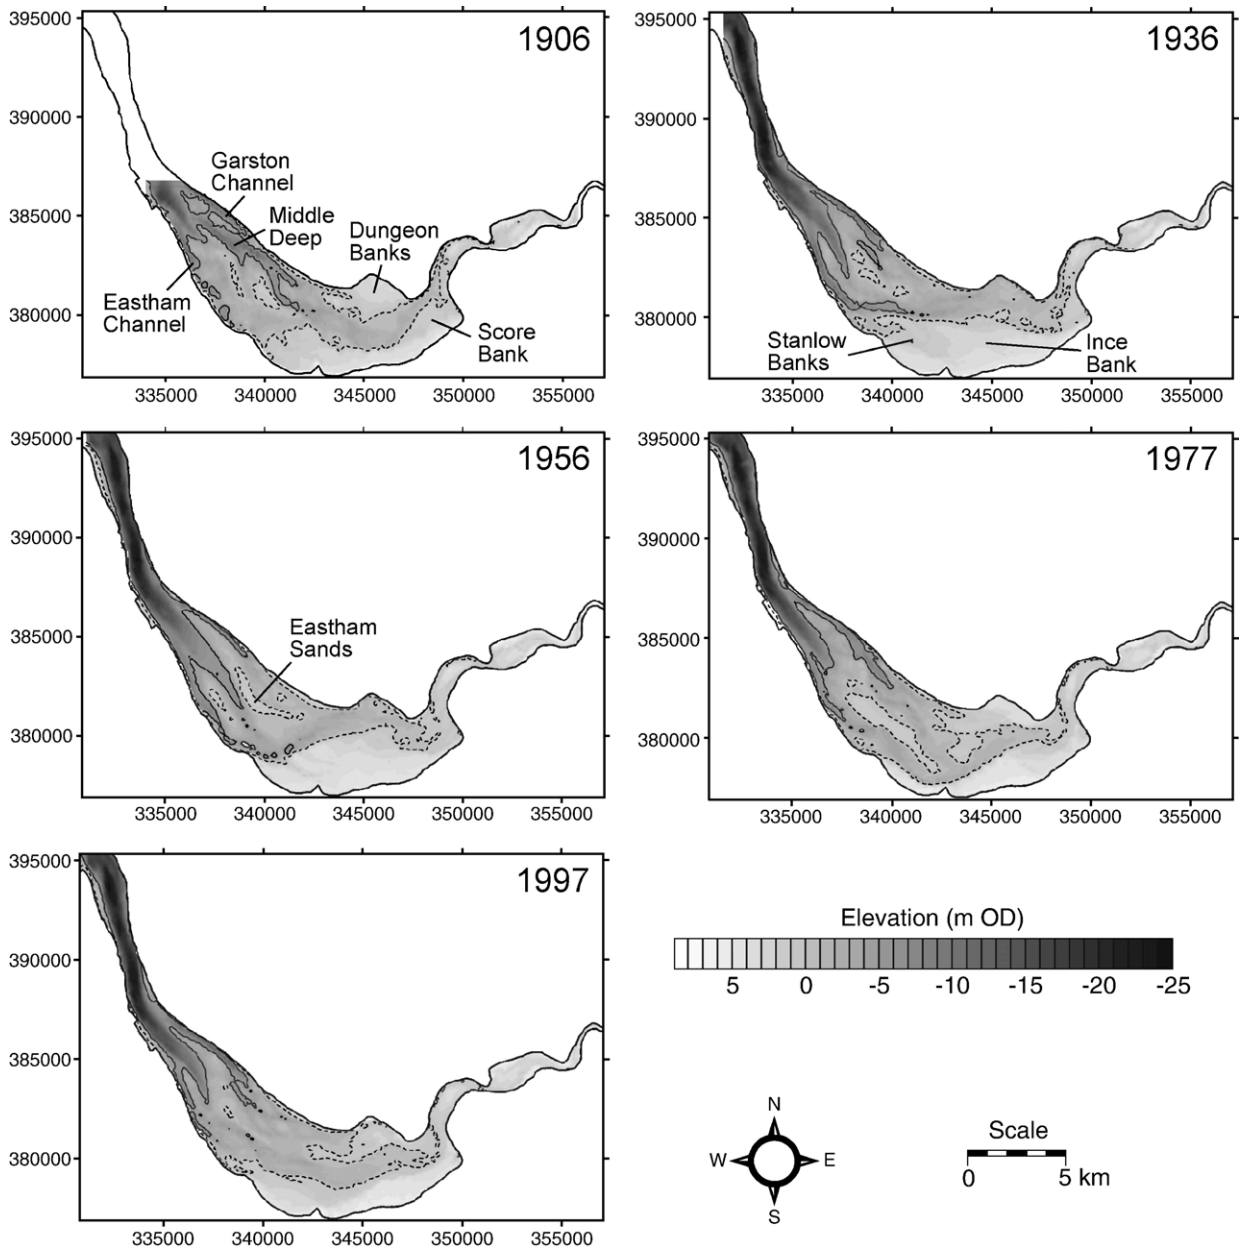 395000
1906
390000
Garston
Channel
Middle
Deep
385000
Dungeon
Banks
Eastham
Channel
380000
Score
Bank
335000 340000 345000 350000 355000
395000
1936
390000
385000
380000
Stanlow
Banks
Ince
Bank
335000 340000 345000 350000 355000
395000
1956
390000
385000
Eastham
Sands
380000
335000 340000 345000 350000 355000
395000
1977
390000
385000
380000
335000 340000 345000 350000 355000
395000
1997
390000
385000
380000
335000 340000 345000 350000 355000
Elevation (m OD)
5 0 -5 -10 -15 -20 -25
N
W E
S
Scale
0 5 km